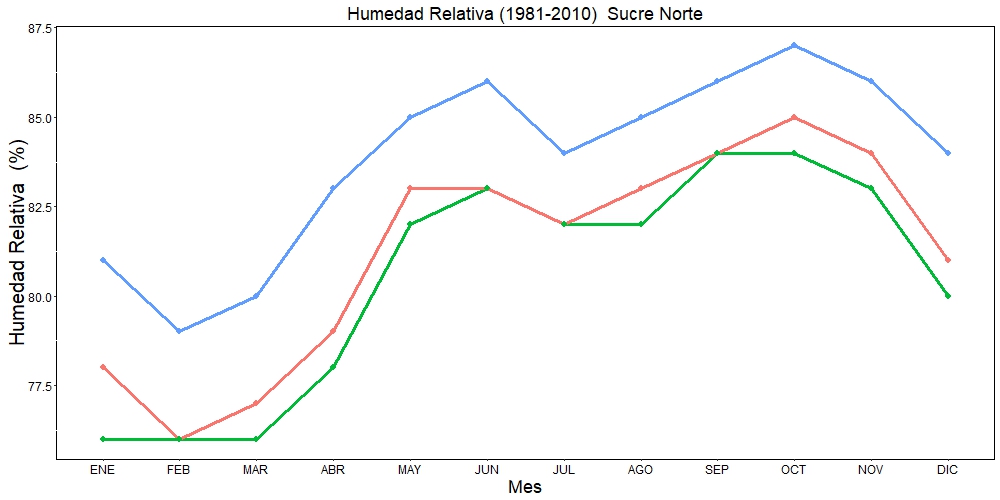 Humedad Relativa (1981-2010)  Sucre Norte
Humedad Relativa  (%)
87.5
85.0
82.5
80.0
77.5
ENE FEB MAR ABR MAY JUN JUL AGO SEP OCT NOV DIC
Mes